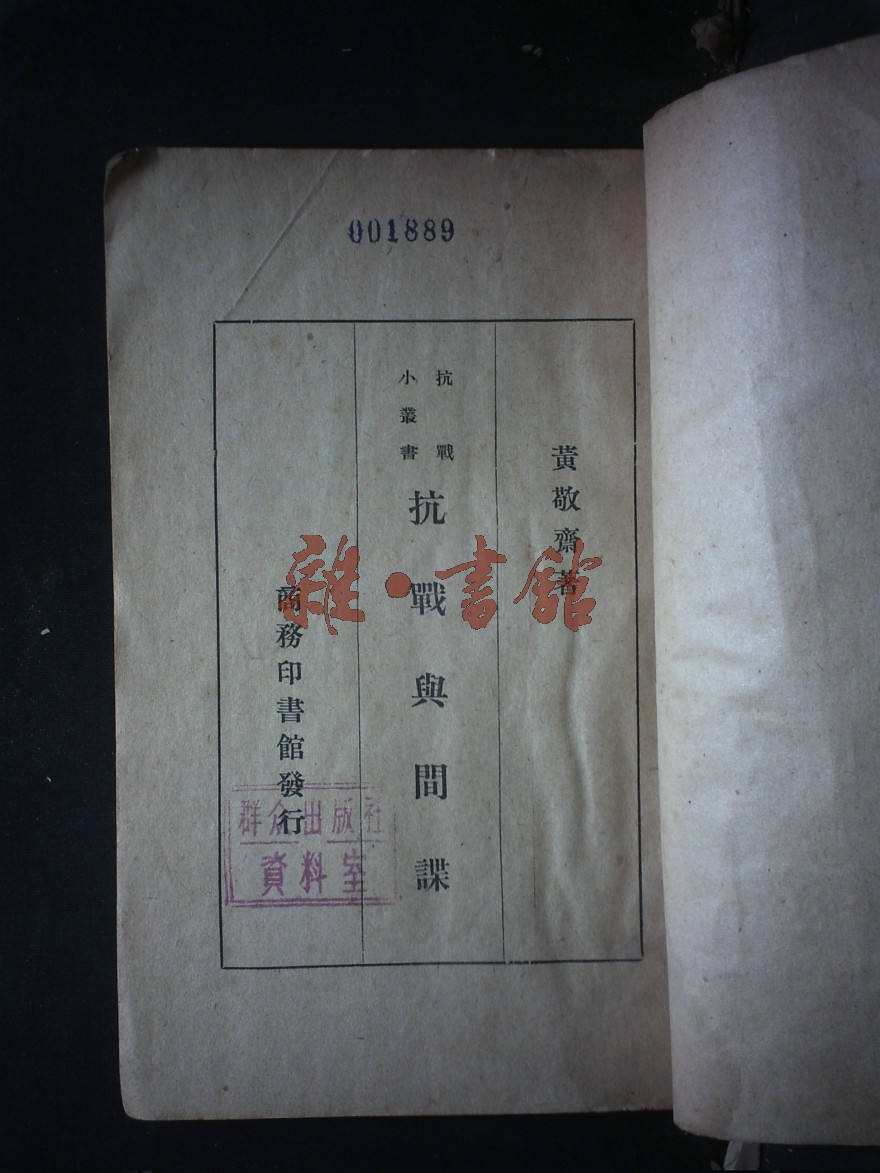 001889
黃敬齋著
抗戰
小叢書
抗戰與間諜
商務印書館發行
雜·書館
群众出版社
資料室